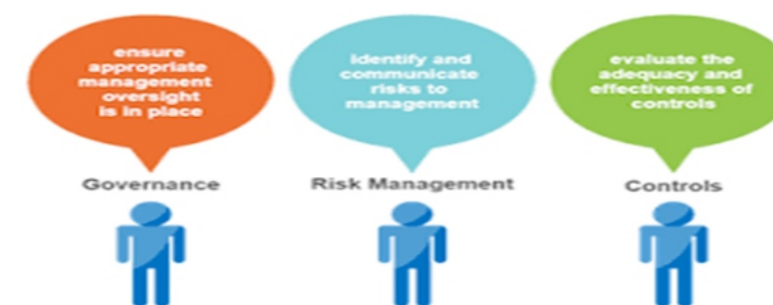 ensure
appropriate
management
oversight
is in place
Governance
identify and
communicate
risks to
management
Risk Management
evaluate the
adequacy and
effectiveness of
controls
Controls